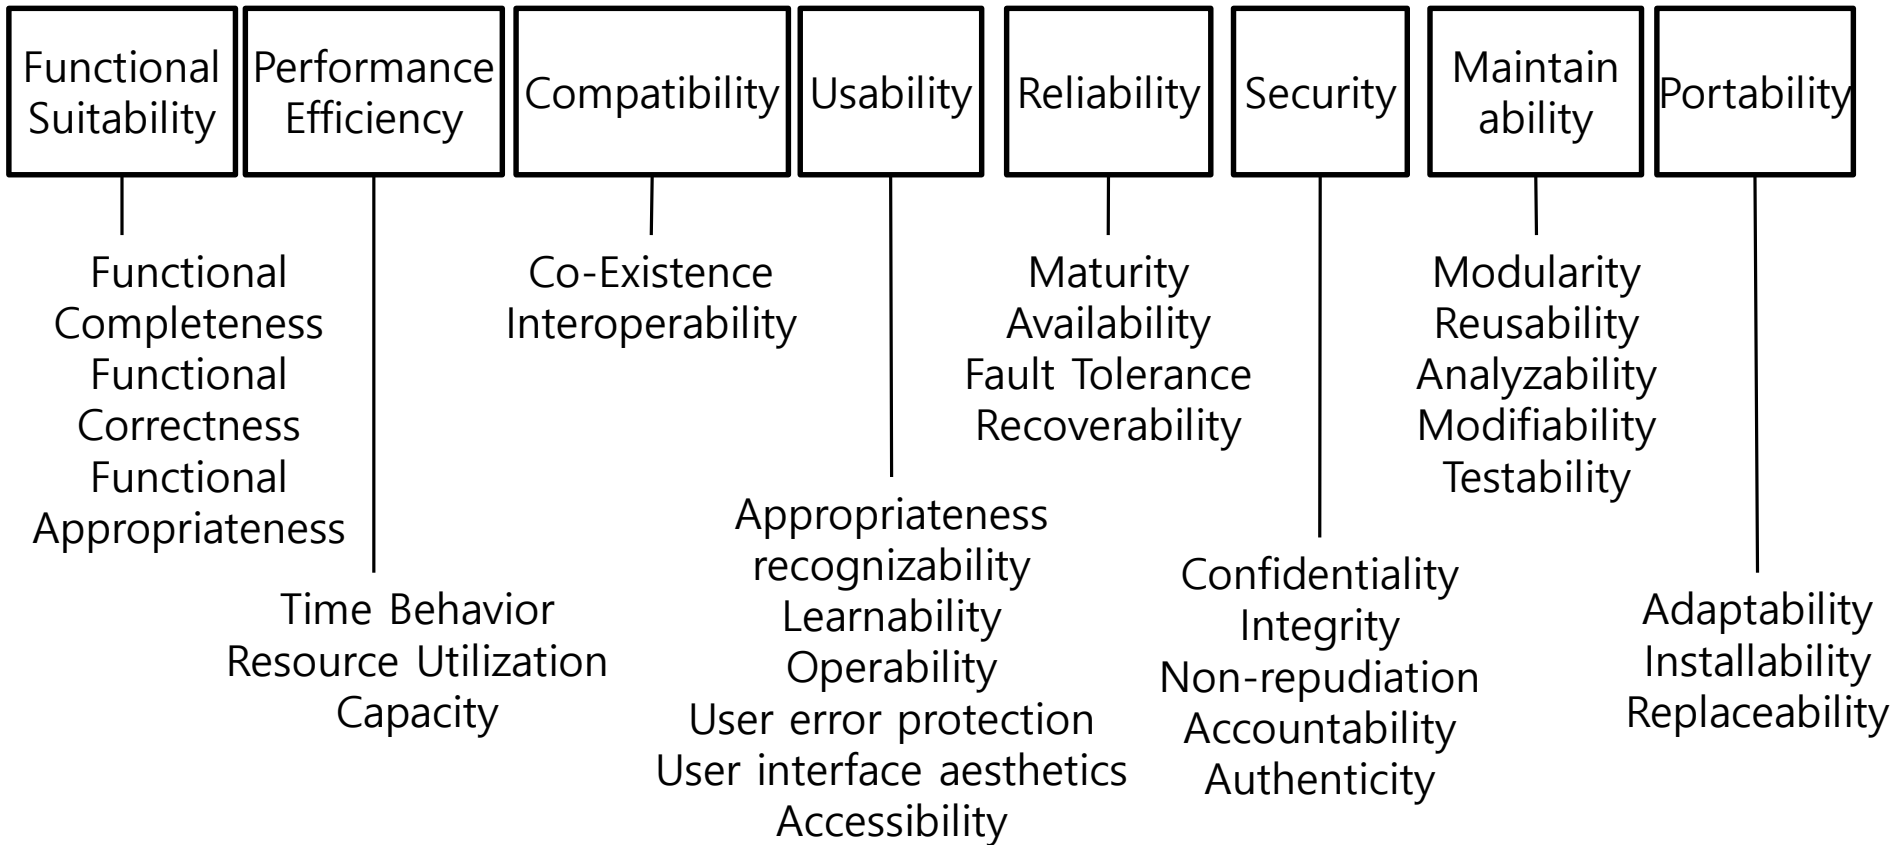 Functional
Suitability
Performance
Efficiency
Compatibility
Usability
Reliability
Security
Maintain
ability
Portability
Functional
Completeness
Functional
Correctness
Functional
Appropriateness
Time Behavior
Resource Utilization
Capacity
Co-Existence
Interoperability
Appropriateness
recognizability
Learnability
Operability
User error protection
User interface aesthetics
Accessibility
Maturity
Availability
Fault Tolerance
Recoverability
Confidentiality
Integrity
Non-repudiation
Accountability
Authenticity
Modularity
Reusability
Analyzability
Modifiability
Testability
Adaptability
Installability
Replaceability